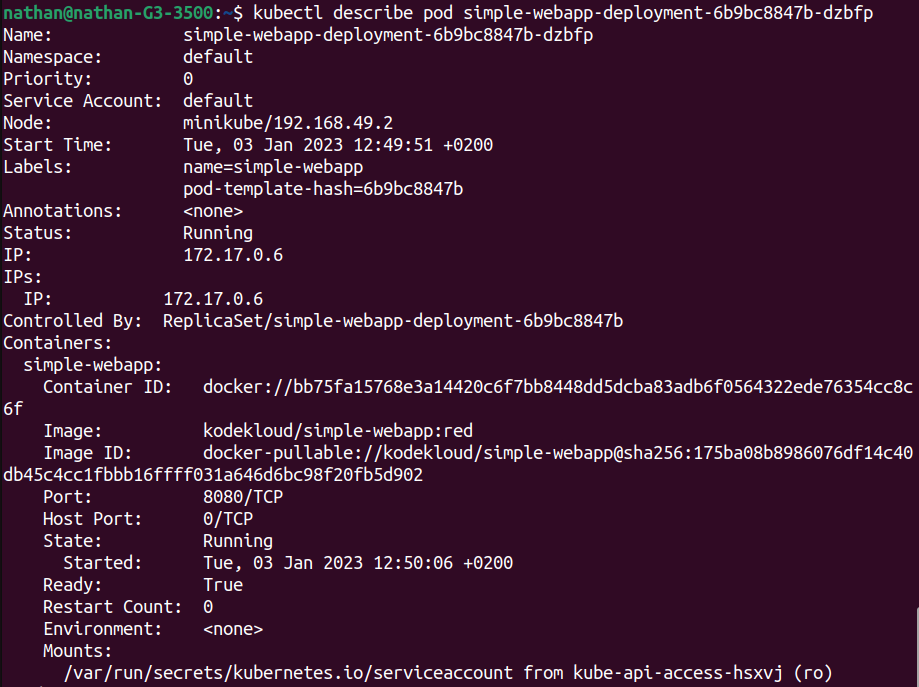 nathan@nathan-G3-3500:~$ kubectl describe pod simple-webapp-deployment-6b9bc8847b-dzbfp
Name:             simple-webapp-deployment-6b9bc8847b-dzbfp
Namespace:        default
Priority:         0
Service Account:  default
Node:             minikube/192.168.49.2
Start Time:       Tue, 03 Jan 2023 12:49:51 +0200
Labels:           name=simple-webapp
                  pod-template-hash=6b9bc8847b
Annotations:      <none>
Status:           Running
IP:               172.17.0.6
IPs:
  IP:           172.17.0.6
Controlled By:  ReplicaSet/simple-webapp-deployment-6b9bc8847b
Containers:
  simple-webapp:
    Container ID:   docker://bb75fa15768e3a14420c6f7bb8448dd5dcba83adb6f0564322ede76354cc8c
6f
    Image:          kodekloud/simple-webapp:red
    Image ID:       docker-pullable://kodekloud/simple-webapp@sha256:175ba08b8986076df14c40
db45c4cc1fbbb16ffff031a646d6bc98f20fb5d902
    Port:           8080/TCP
    Host Port:      0/TCP
    State:          Running
      Started:      Tue, 03 Jan 2023 12:50:06 +0200
    Ready:          True
    Restart Count:  0
    Environment:    <none>
    Mounts:
      /var/run/secrets/kubernetes.io/serviceaccount from kube-api-access-hsxvj (ro)